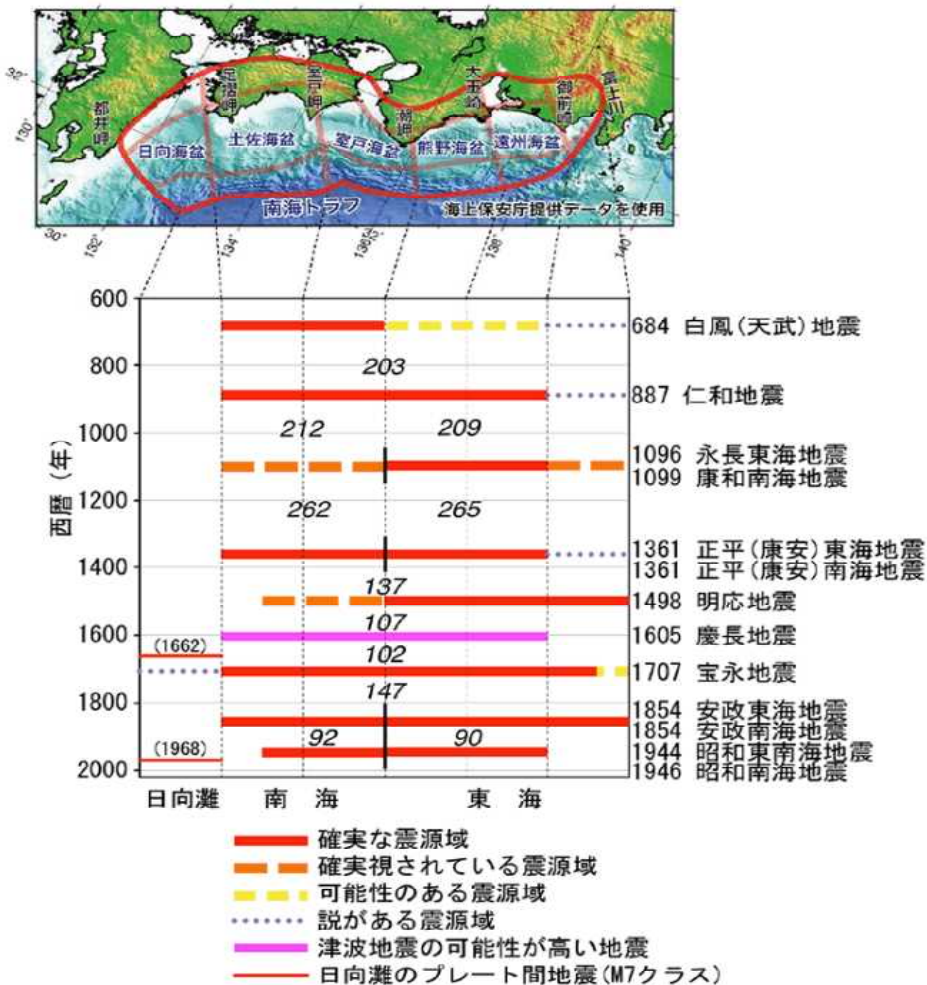 富士川
大王崎
足摺岬
室戸岬
御前崎
潮岬
都井岬
日向海盆
土佐海盆
室戸海盆
熊野海盆
遠州海盆
南海トラフ
海上保安庁提供データを使用
32°
130°
30°
132°
134°
136°
138°
140°
西暦(年)
600
684 白鳳(天武)地震
203
800
887 仁和地震
212
209
1000
1096 永長東海地震
1099 康和南海地震
1200
262
265
1361 正平(康安)東海地震
1361 正平(康安)南海地震
1400
137
1498 明応地震
107
1600
1605 慶長地震
(1662)
102
1707 宝永地震
147
1800
1854 安政東海地震
1854 安政南海地震
92
90
(1968)
1944 昭和東南海地震
1946 昭和南海地震
2000
日向灘 南 海 東 海
確実な震源域
確実視されている震源域
可能性のある震源域
説がある震源域
津波地震の可能性が高い地震
日向灘のプレート間地震(M7クラス)